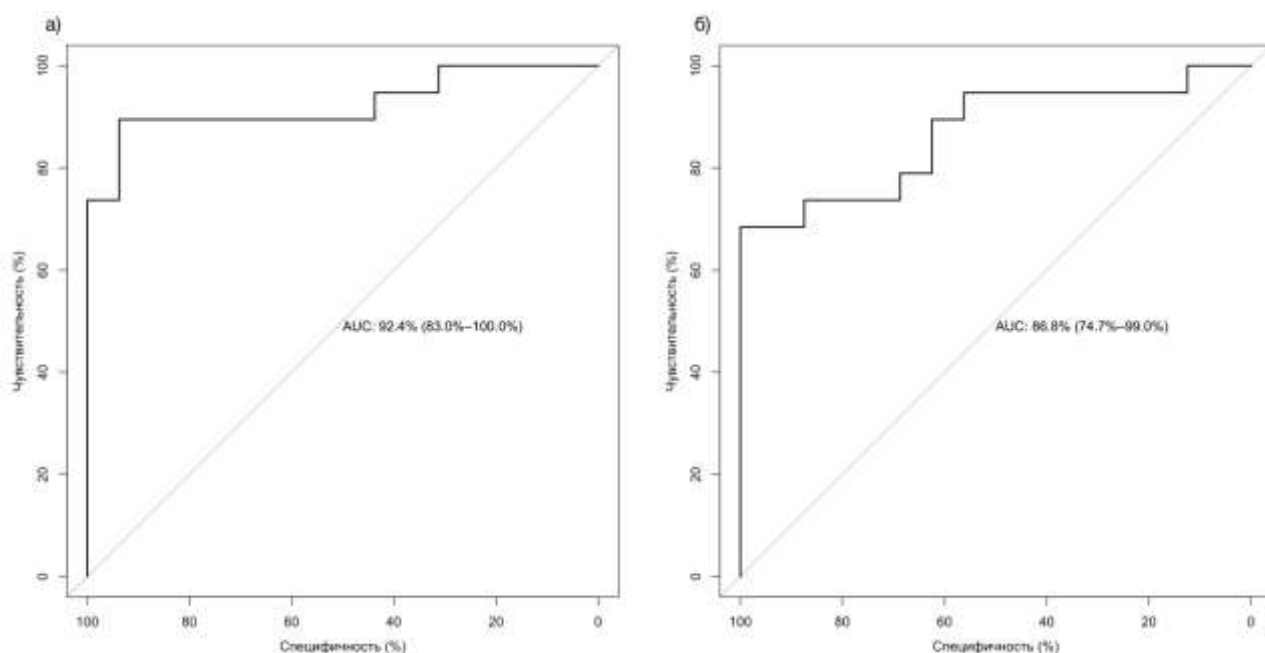 а)
Чувствительность (%)
100
80
60
40
20
0
AUC: 92.4% (83.0%–100.0%)
100 80 60 40 20 0
Специфичность (%)
б)
Чувствительность (%)
100
80
60
40
20
0
AUC: 86.8% (74.7%–99.0%)
100 80 60 40 20 0
Специфичность (%)